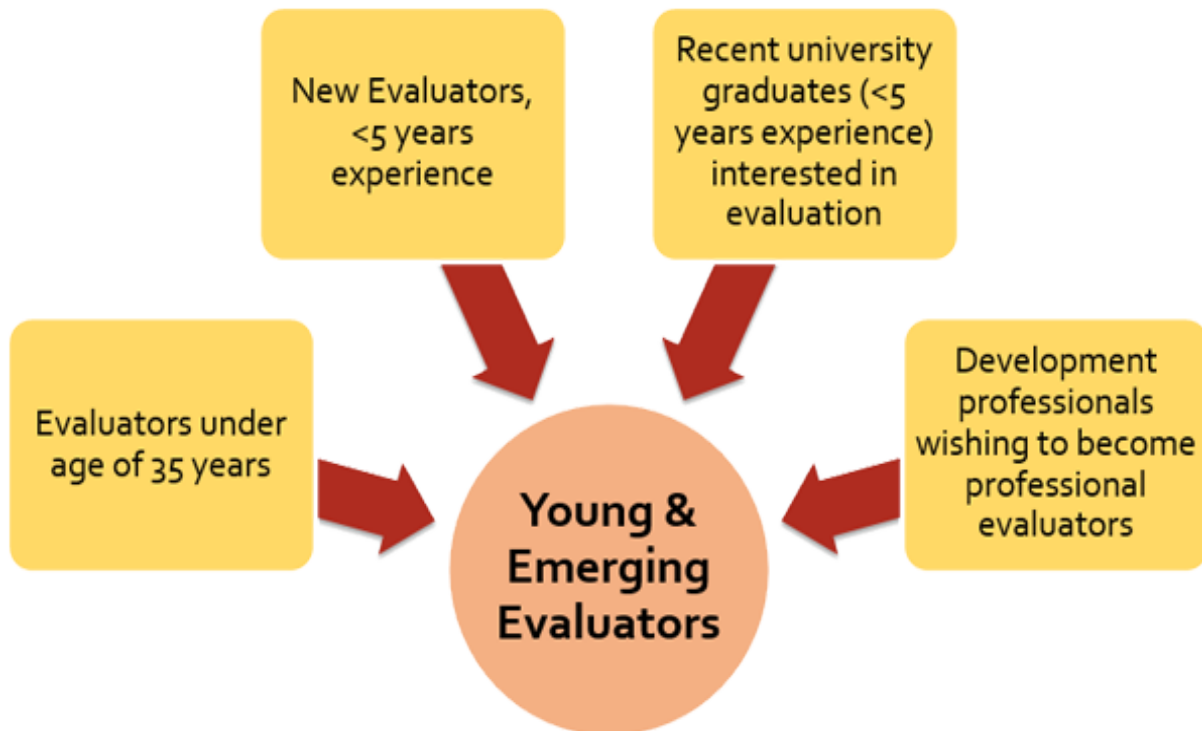 New Evaluators,
<5 years
experience
Recent university
graduates (<5
years experience)
interested in
evaluation
Evaluators under
age of 35 years
Development
professionals
wishing to become
professional
evaluators
Young &
Emerging
Evaluators